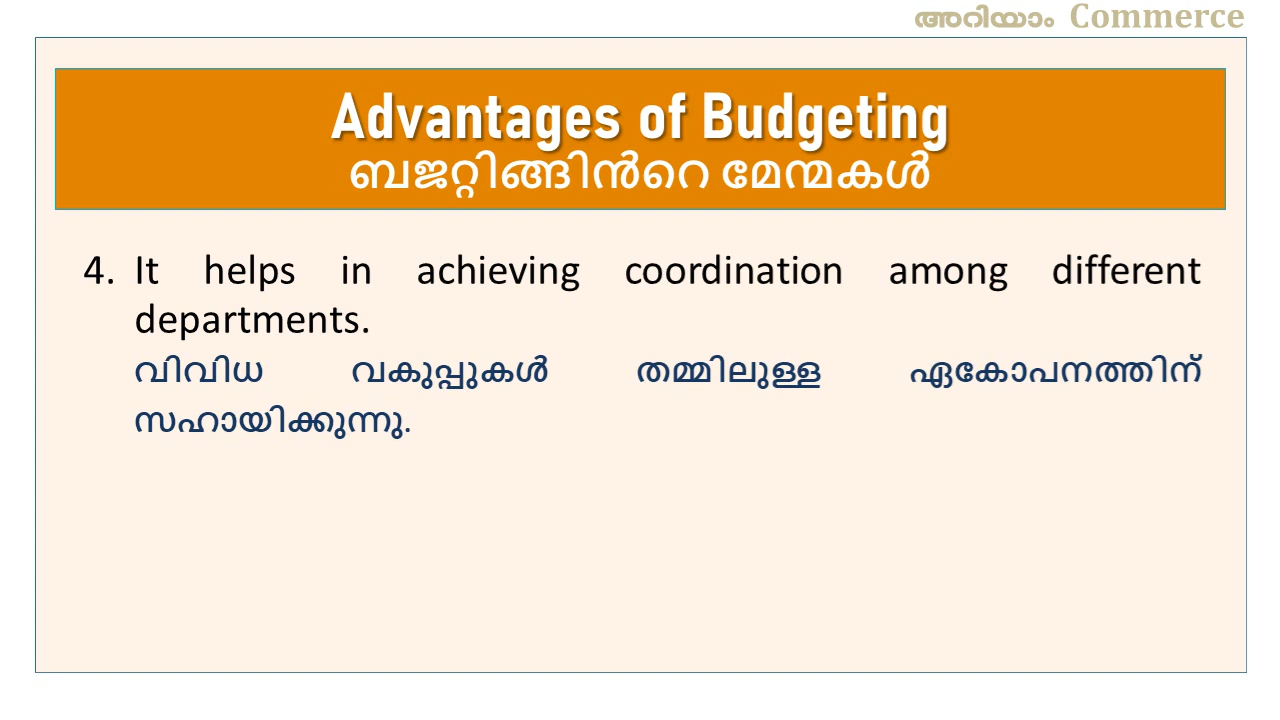 അറിയാം Commerce
Advantages of Budgeting
ബജറ്റിങ്ങിൻറെ മേന്മകൾ
4. It helps in achieving coordination among different
departments.
വിവിധ വകുപ്പുകൾ തമ്മിലുള്ള ഏകോപനത്തിന്
സഹായിക്കുന്നു.